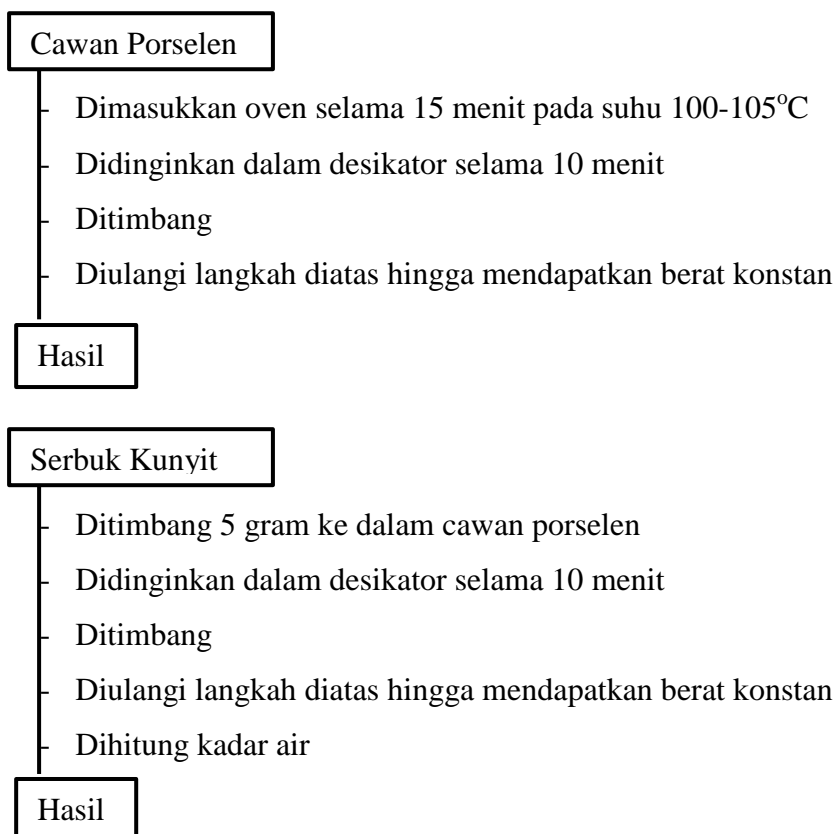 Cawan Porselen
- Dimasukkan oven selama 15 menit pada suhu 100-105°C
- Didinginkan dalam desikator selama 10 menit
- Ditimbang
- Diulangi langkah diatas hingga mendapatkan berat konstan
Hasil
Serbuk Kunyit
- Ditimbang 5 gram ke dalam cawan porselen
- Didinginkan dalam desikator selama 10 menit
- Ditimbang
- Diulangi langkah diatas hingga mendapatkan berat konstan
- Dihitung kadar air
Hasil